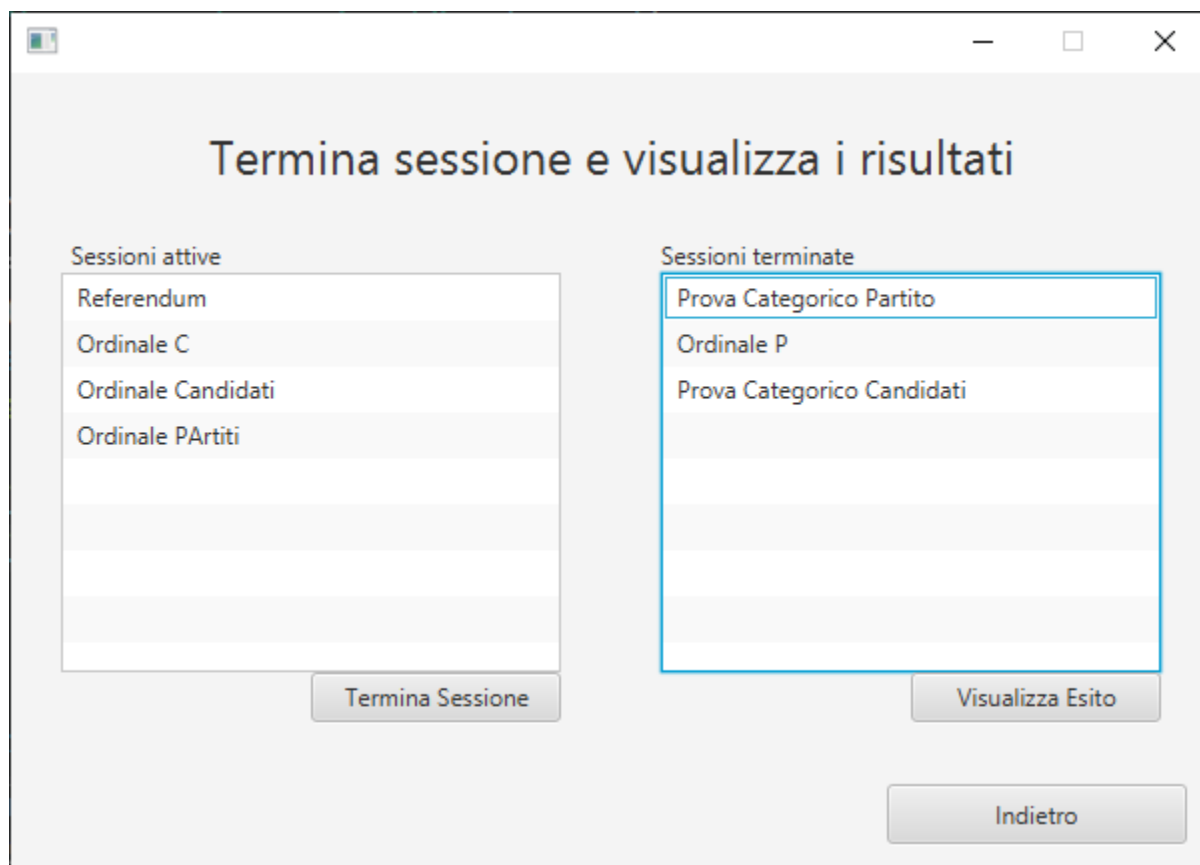 Termina sessione e visualizza i risultati
Sessioni attive
Referendum
Ordinale C
Ordinale Candidati
Ordinale PArtiti
Termina Sessione
Sessioni terminate
Prova Categorico Partito
Ordinale P
Prova Categorico Candidati
Visualizza Esito
Indietro